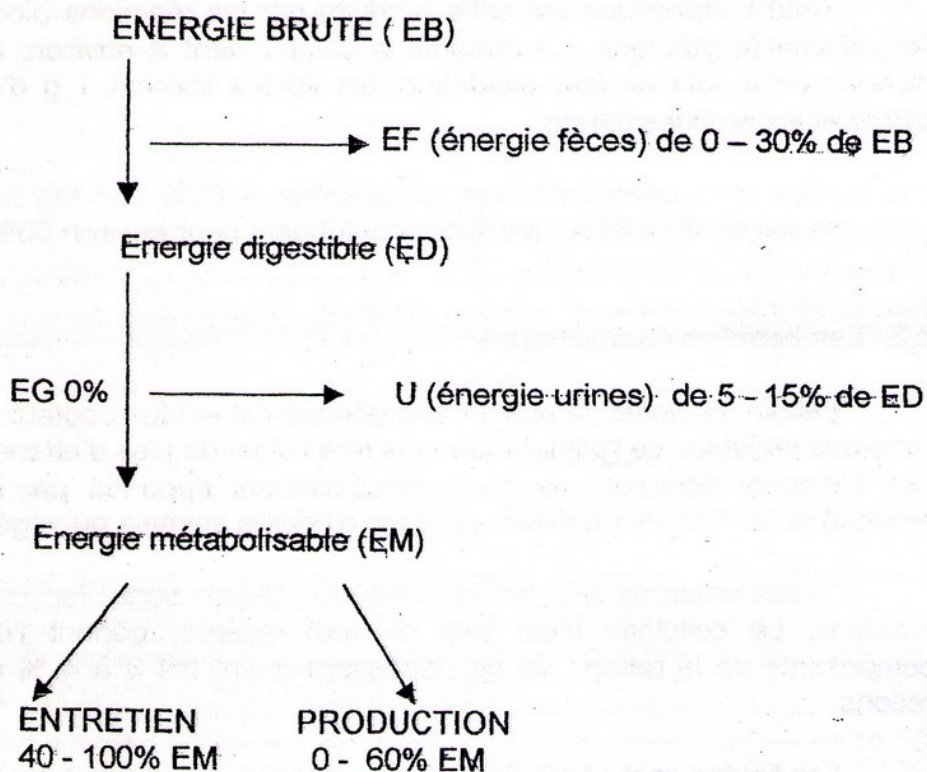 ENERGIE BRUTE ( EB)
EF (énergie fèces) de 0 – 30% de EB
Energie digestible (ED)
EG 0%
U (énergie urines) de 5 – 15% de ED
Energie métabolisable (EM)
ENTRETIEN PRODUCTION
40 - 100% EM 0 - 60% EM